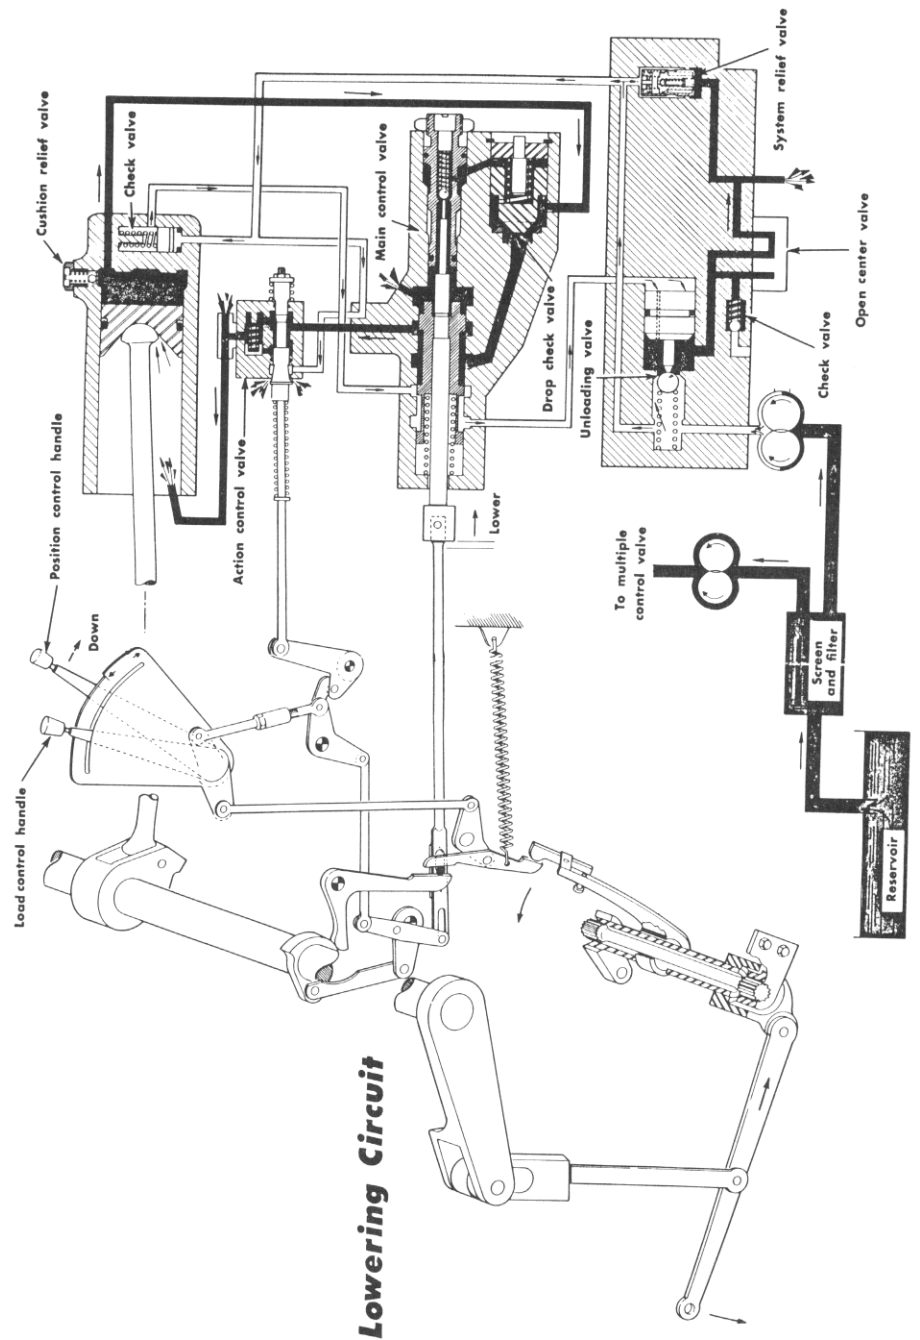 Lowering Circuit
Load control handle
Position control handle
Down
Cushion relief valve
Check valve
Action control valve
Main control valve
Lower
Drop check valve
Unloading valve
To multiple
control valve
System relief valve
Check valve
Open center valve
Screen
and filter
Reservoir